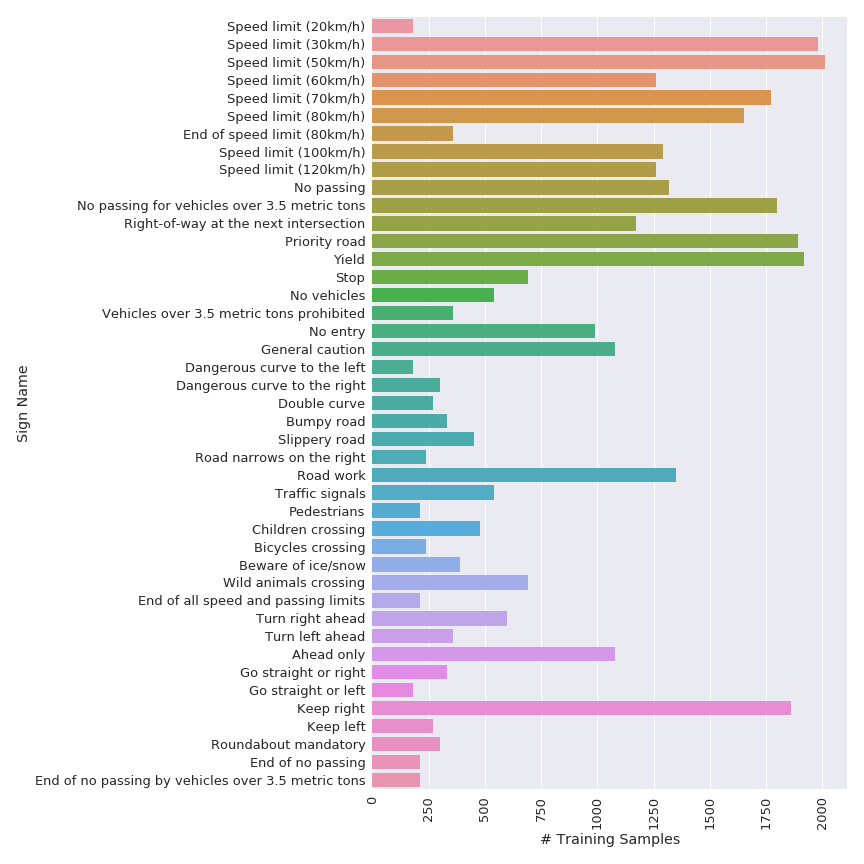 Speed limit (20km/h)
Speed limit (30km/h)
Speed limit (50km/h)
Speed limit (60km/h)
Speed limit (70km/h)
Speed limit (80km/h)
End of speed limit (80km/h)
Speed limit (100km/h)
Speed limit (120km/h)
No passing
No passing for vehicles over 3.5 metric tons
Right-of-way at the next intersection
Priority road
Yield
Stop
No vehicles
Vehicles over 3.5 metric tons prohibited
No entry
General caution
Dangerous curve to the left
Dangerous curve to the right
Double curve
Bumpy road
Slippery road
Road narrows on the right
Road work
Traffic signals
Pedestrians
Children crossing
Bicycles crossing
Beware of ice/snow
Wild animals crossing
End of all speed and passing limits
Turn right ahead
Turn left ahead
Ahead only
Go straight or right
Go straight or left
Keep right
Keep left
Roundabout mandatory
End of no passing
End of no passing by vehicles over 3.5 metric tons
Sign Name
0 250 500 750 1000 1250 1500 1750 2000
# Training Samples